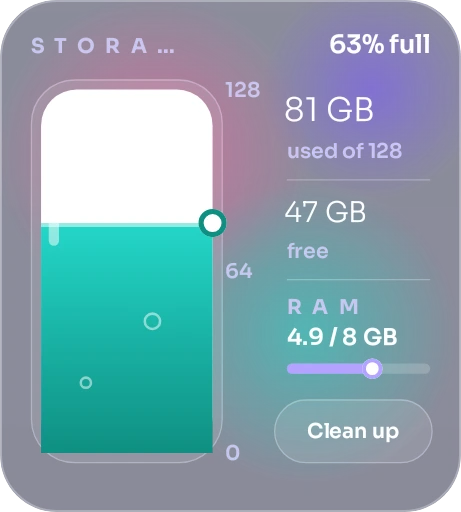 STORA…
63% full
128
81 GB
used of 128
47 GB
free
64
RAM
4.9 / 8 GB
Clean up
0